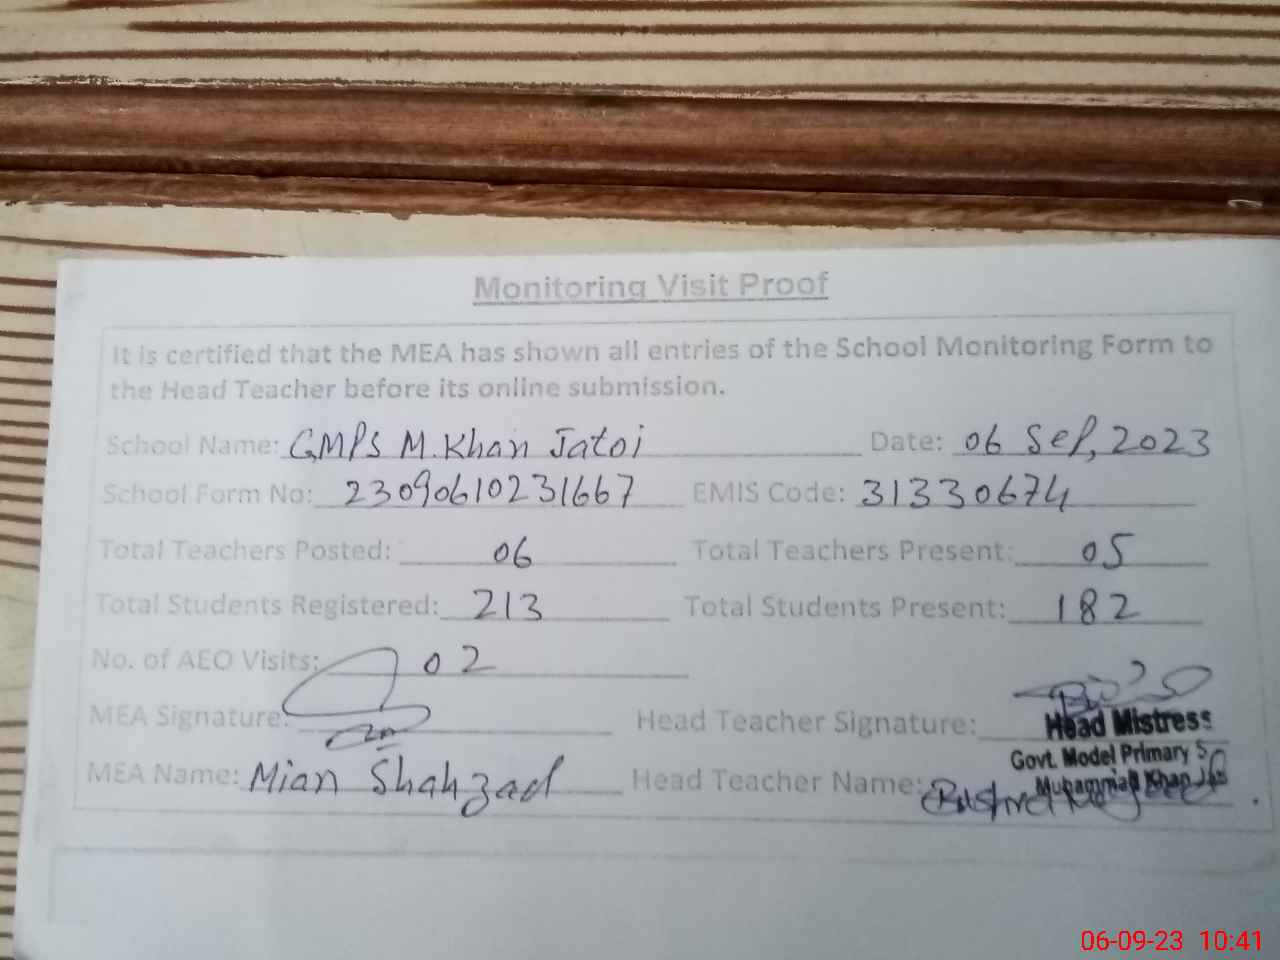 Monitoring Visit Proof
It is certified that the MEA has shown all entries of the School Monitoring Form to
the Head Teacher before its online submission.
School Name: GMPS M. Khan Jatoi Date: 06 Sep, 2023
School Form No: 23090610231667 EMIS Code: 31330674
Total Teachers Posted: 06 Total Teachers Present: 05
Total Students Registered: 213 Total Students Present: 182
No. of AEO Visits: 02
MEA Signature: Head Teacher Signature:
Head Mistress
Govt. Model Primary S
Muhammad Khan
MEA Name: Mian Shahzad Head Teacher Name:
06-09-23 10:41